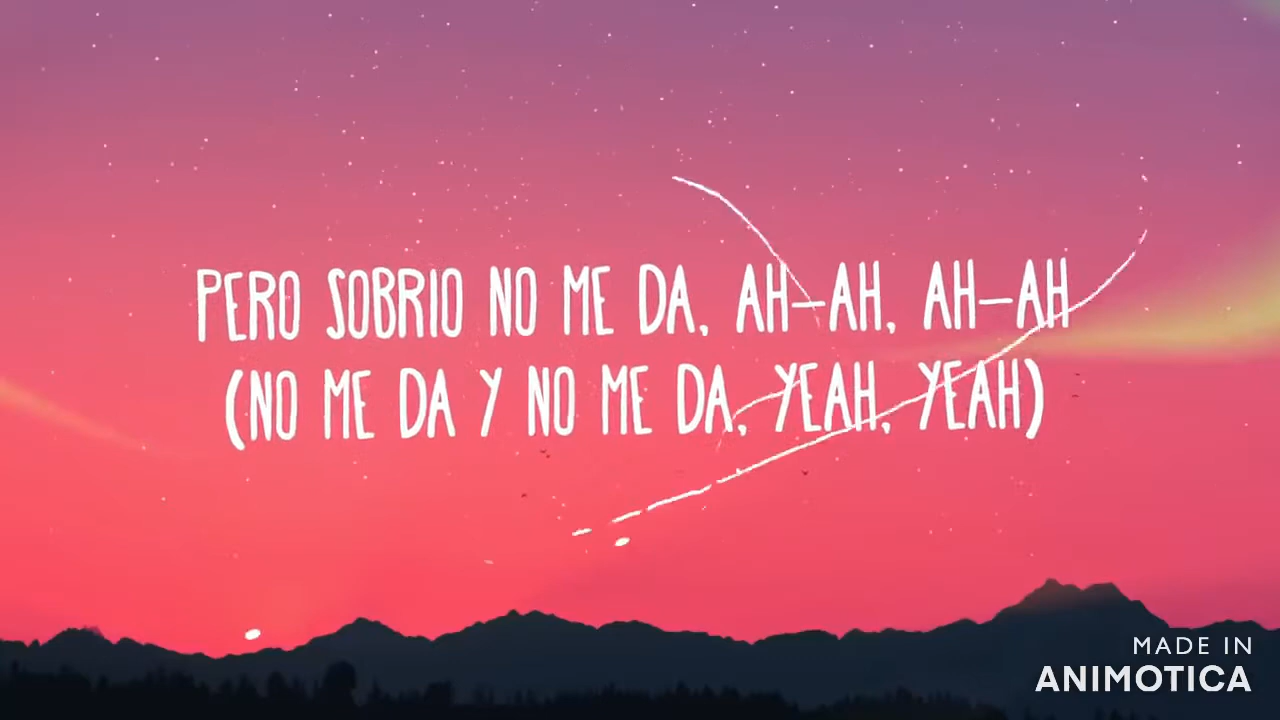 PERO SOBRIO NO ME DA, AH-AH, AH-AH
(NO ME DA Y NO ME DA, YEAH, YEAH)
MADE IN
ANIMOTICA